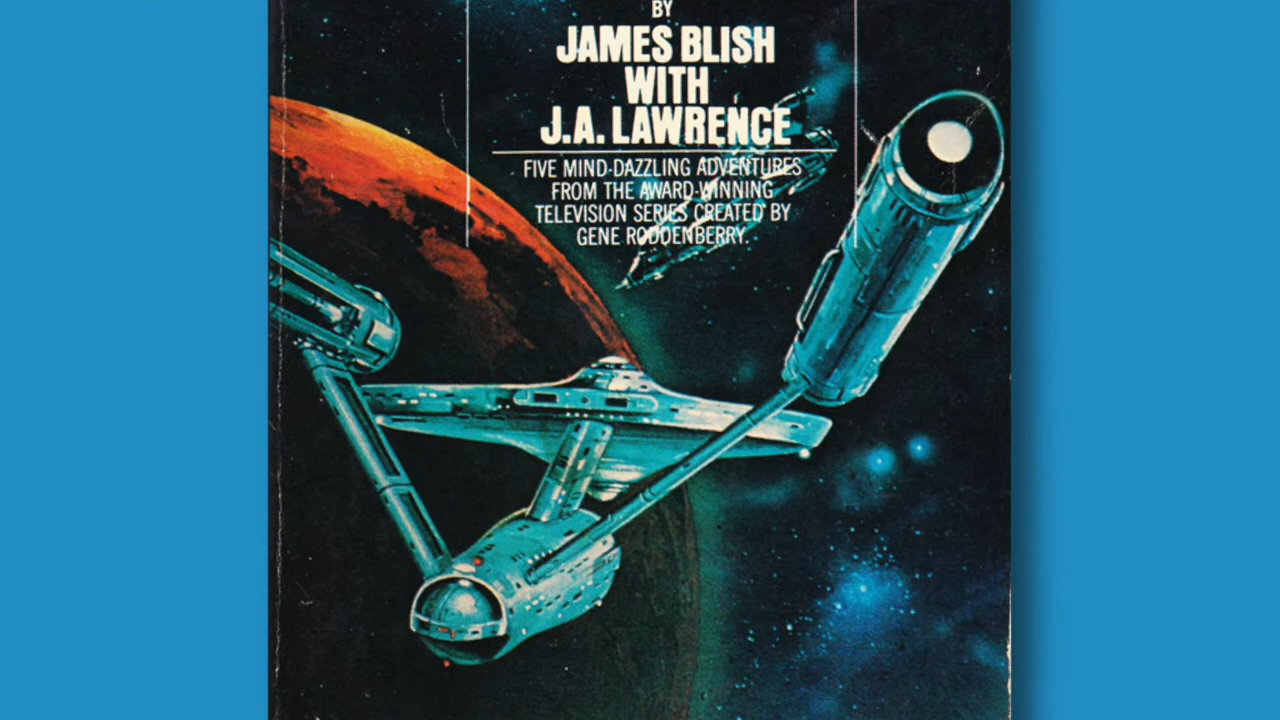 BY
JAMES BLISH
WITH
J.A. LAWRENCE
FIVE MIND-DAZZLING ADVENTURES
FROM THE AWARD-WINNING
TELEVISION SERIES CREATED BY
GENE RODDENBERRY.